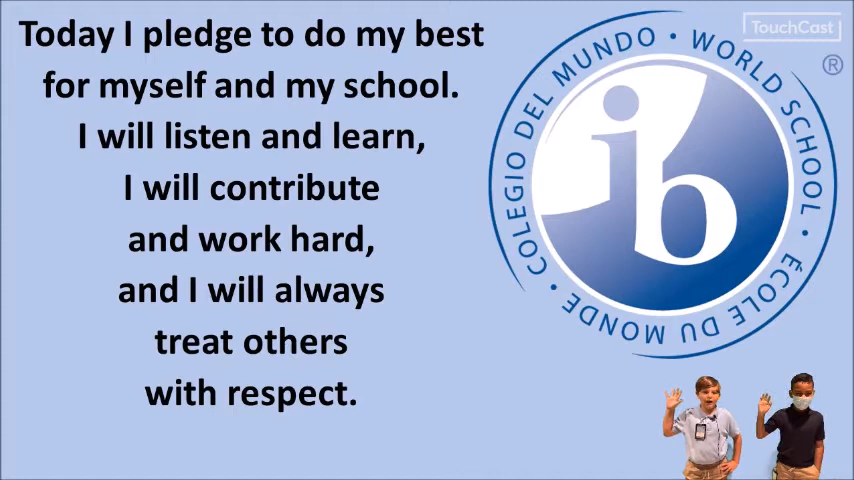 Today I pledge to do my best
for myself and my school.
I will listen and learn,
I will contribute
and work hard,
and I will always
treat others
with respect.
TouchCast
COLEGIO DEL MUNDO • WORLD SCHOOL • ÉCOLE DU MONDE •
ib
®